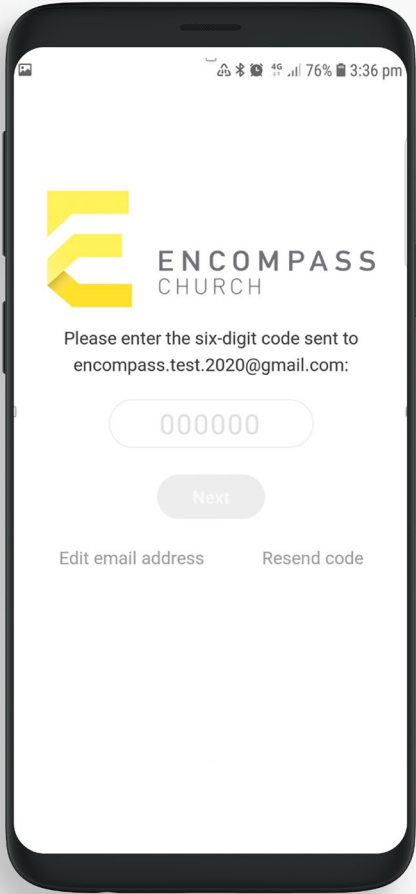 4G 76% 3:36 pm
ENCOMPASS
CHURCH
Please enter the six-digit code sent to
encompass.test.2020@gmail.com:
000000
Next
Edit email address Resend code